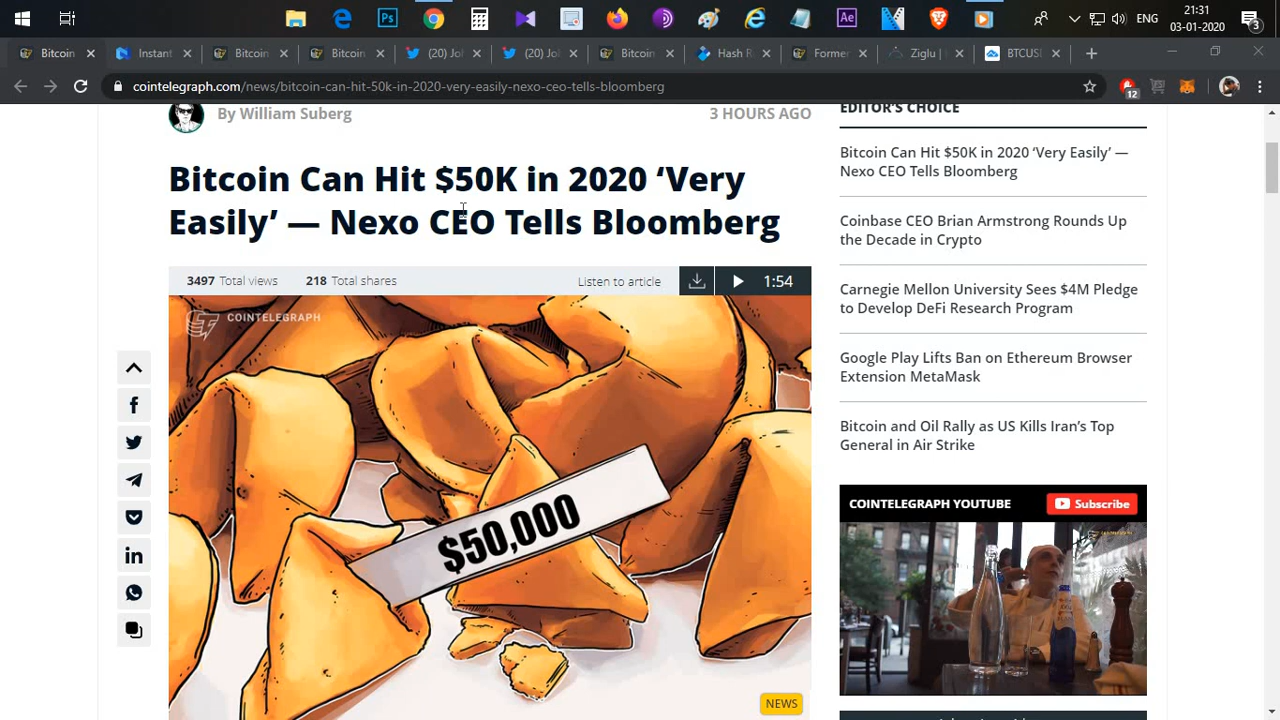 21:31
ENG
03-01-2020
3
Bitcoin
Instant
Bitcoin
Bitcoin
(20) Jo
(20) Jo
Bitcoin
Hash R
Former
Ziglu |
BTCUS
cointelegraph.com/news/bitcoin-can-hit-50k-in-2020-very-easily-nexo-ceo-tells-bloomberg
12
By William Suberg
3 HOURS AGO
Bitcoin Can Hit $50K in 2020 ‘Very
Easily’ — Nexo CEO Tells Bloomberg
3497 Total views 218 Total shares Listen to article 1:54
COINTELEGRAPH
$50,000
NEWS
EDITOR'S CHOICE
Bitcoin Can Hit $50K in 2020 ‘Very Easily’ —
Nexo CEO Tells Bloomberg
Coinbase CEO Brian Armstrong Rounds Up
the Decade in Crypto
Carnegie Mellon University Sees $4M Pledge
to Develop DeFi Research Program
Google Play Lifts Ban on Ethereum Browser
Extension MetaMask
Bitcoin and Oil Rally as US Kills Iran’s Top
General in Air Strike
COINTELEGRAPH YOUTUBE
Subscribe